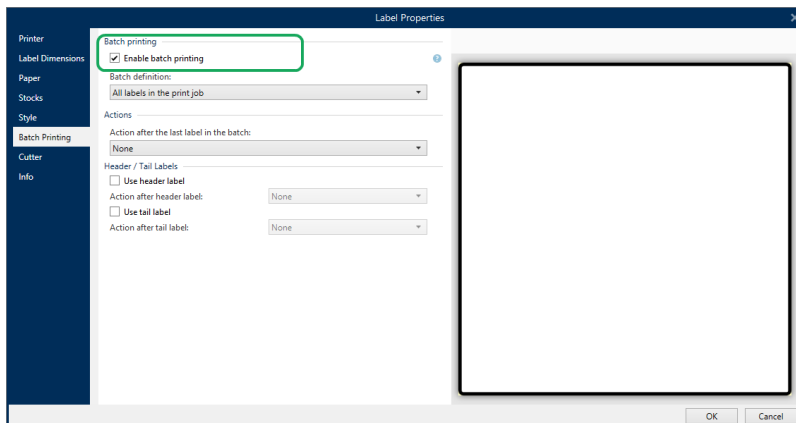 Label Properties
Printer
Label Dimensions
Paper
Stocks
Style
Batch Printing
Cutter
Info
Batch printing
Enable batch printing
?
Batch definition:
All labels in the print job
Actions
Action after the last label in the batch:
None
Header / Tail Labels
Use header label
Action after header label: None
Use tail label
Action after tail label: None
OK Cancel